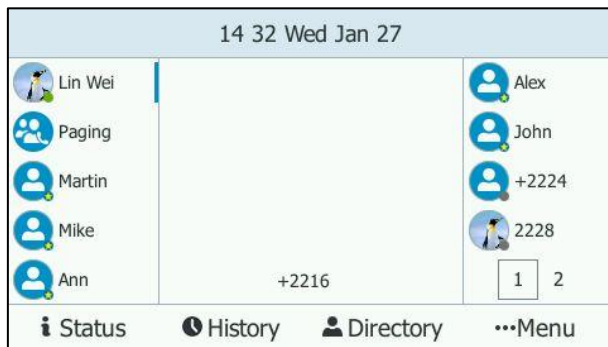 14 32 Wed Jan 27
Lin Wei
Alex
Paging
John
Martin
+2224
Mike
2228
Ann
+2216
1 2
Status History Directory Menu